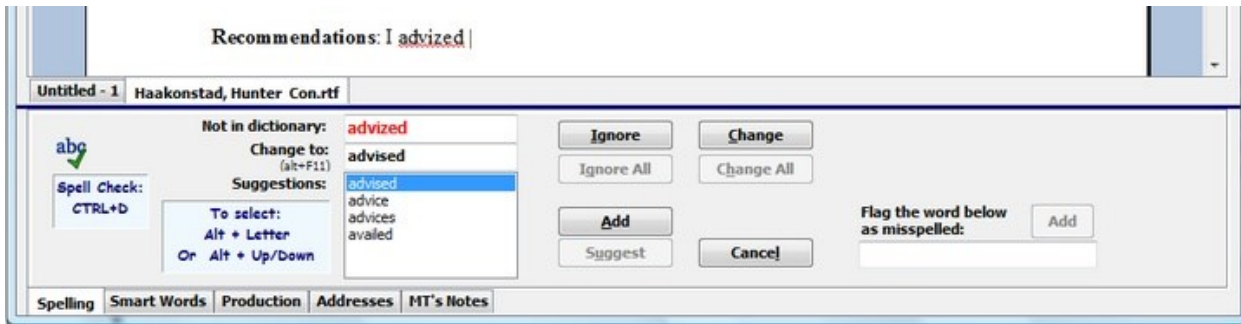 Recommendations: I advized
Untitled - 1
Haakonstad, Hunter Con.rtf
Not in dictionary:
advized
Ignore
Change
abc
Change to:
(alt+F11)
advised
Ignore All
Change All
Spell Check:
CTRL+D
Suggestions:
advised
advice
advices
availed
To select:
Alt + Letter
Or Alt + Up/Down
Add
Suggest
Cancel
Flag the word below
as misspelled:
Add
Spelling
Smart Words
Production
Addresses
MT's Notes